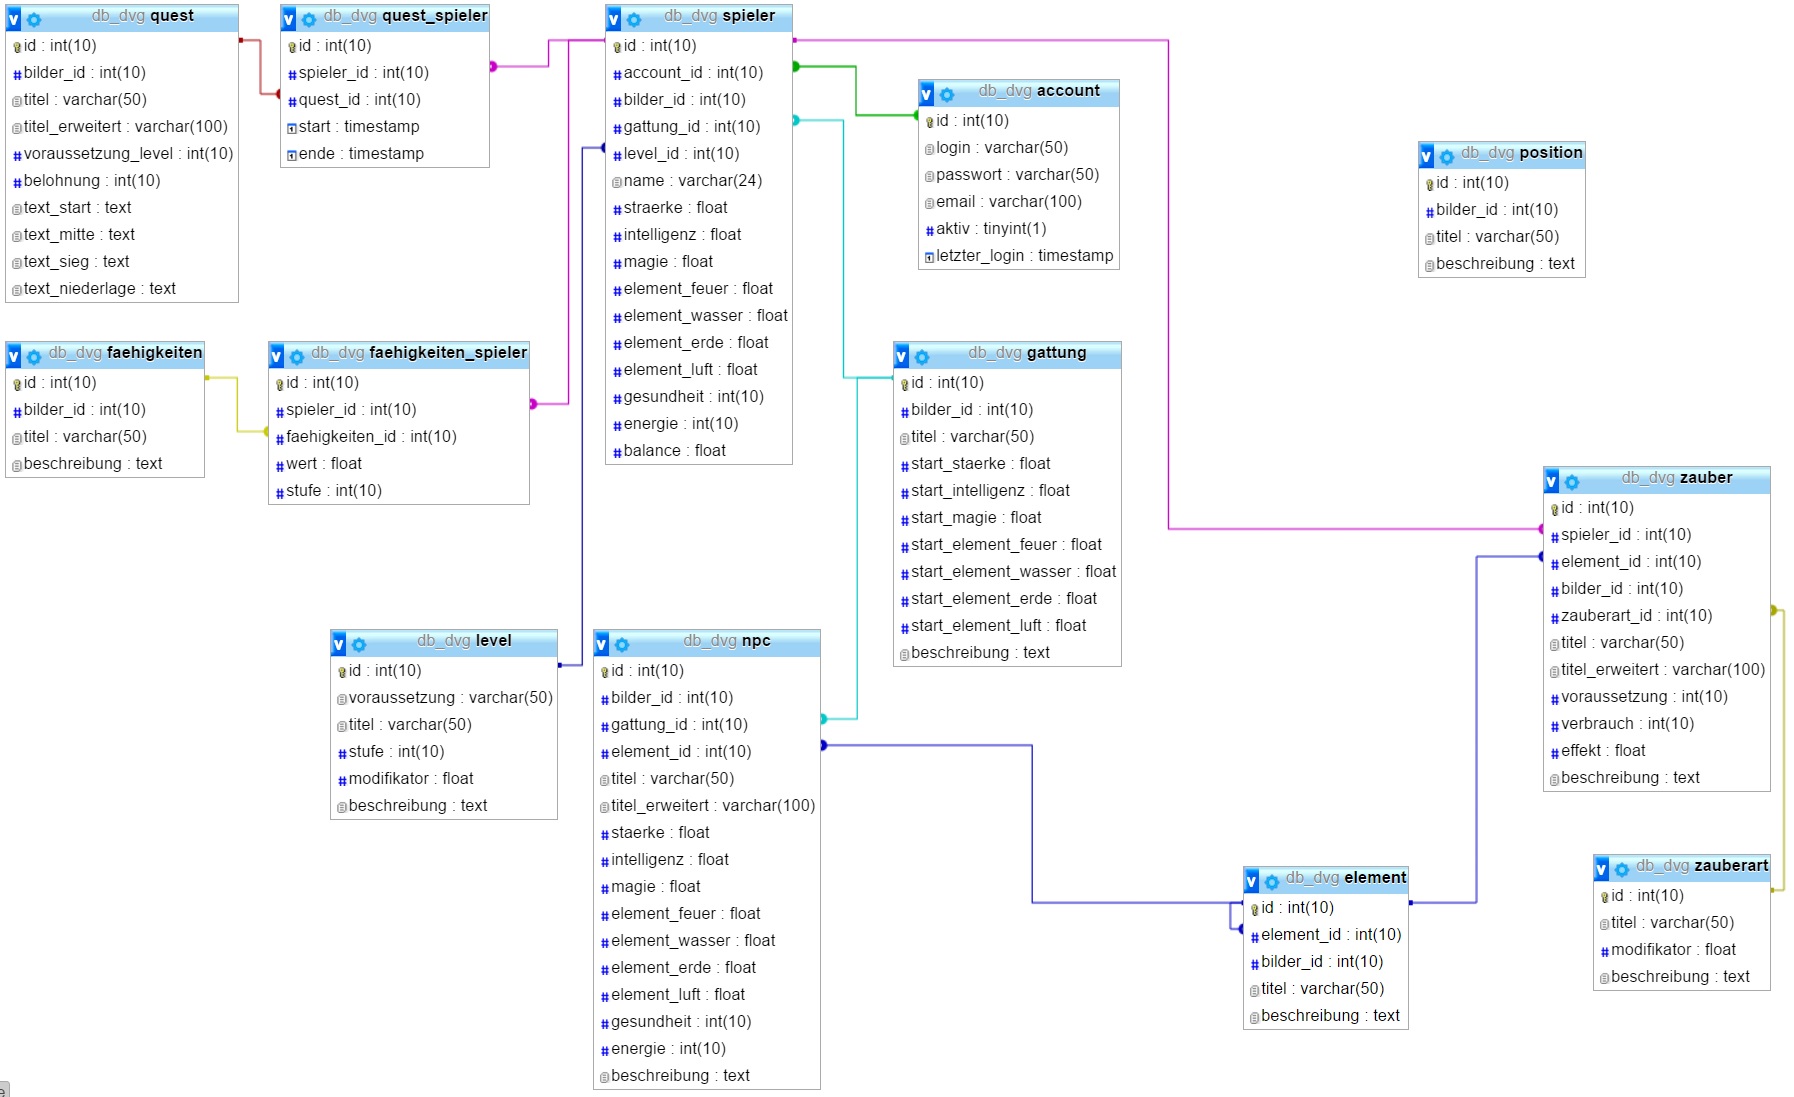 db_dvg quest
id : int(10)
bilder_id : int(10)
titel : varchar(50)
titel_erweitert : varchar(100)
voraussetzung_level : int(10)
belohnung : int(10)
text_start : text
text_mitte : text
text_sieg : text
text_niederlage : text
db_dvg quest_spieler
id : int(10)
spieler_id : int(10)
quest_id : int(10)
start : timestamp
ende : timestamp
db_dvg spieler
id : int(10)
account_id : int(10)
bilder_id : int(10)
gattung_id : int(10)
level_id : int(10)
name : varchar(24)
straerke : float
intelligenz : float
magie : float
element_feuer : float
element_wasser : float
element_erde : float
element_luft : float
gesundheit : int(10)
energie : int(10)
balance : float
db_dvg account
id : int(10)
login : varchar(50)
passwort : varchar(50)
email : varchar(100)
aktiv : tinyint(1)
letzter_login : timestamp
db_dvg position
id : int(10)
bilder_id : int(10)
titel : varchar(50)
beschreibung : text
db_dvg faehigkeiten
id : int(10)
bilder_id : int(10)
titel : varchar(50)
beschreibung : text
db_dvg faehigkeiten_spieler
id : int(10)
spieler_id : int(10)
faehigkeiten_id : int(10)
wert : float
stufe : int(10)
db_dvg gattung
id : int(10)
bilder_id : int(10)
titel : varchar(50)
start_staerke : float
start_intelligenz : float
start_magie : float
start_element_feuer : float
start_element_wasser : float
start_element_erde : float
start_element_luft : float
beschreibung : text
db_dvg zauber
id : int(10)
spieler_id : int(10)
element_id : int(10)
bilder_id : int(10)
zauberart_id : int(10)
titel : varchar(50)
titel_erweitert : varchar(100)
voraussetzung : int(10)
verbrauch : int(10)
effekt : float
beschreibung : text
db_dvg level
id : int(10)
voraussetzung : varchar(50)
titel : varchar(50)
stufe : int(10)
modifikator : float
beschreibung : text
db_dvg npc
id : int(10)
bilder_id : int(10)
gattung_id : int(10)
element_id : int(10)
titel : varchar(50)
titel_erweitert : varchar(100)
staerke : float
intelligenz : float
magie : float
element_feuer : float
element_wasser : float
element_erde : float
element_luft : float
gesundheit : int(10)
energie : int(10)
beschreibung : text
db_dvg element
id : int(10)
element_id : int(10)
bilder_id : int(10)
titel : varchar(50)
beschreibung : text
db_dvg zauberart
id : int(10)
titel : varchar(50)
modifikator : float
beschreibung : text